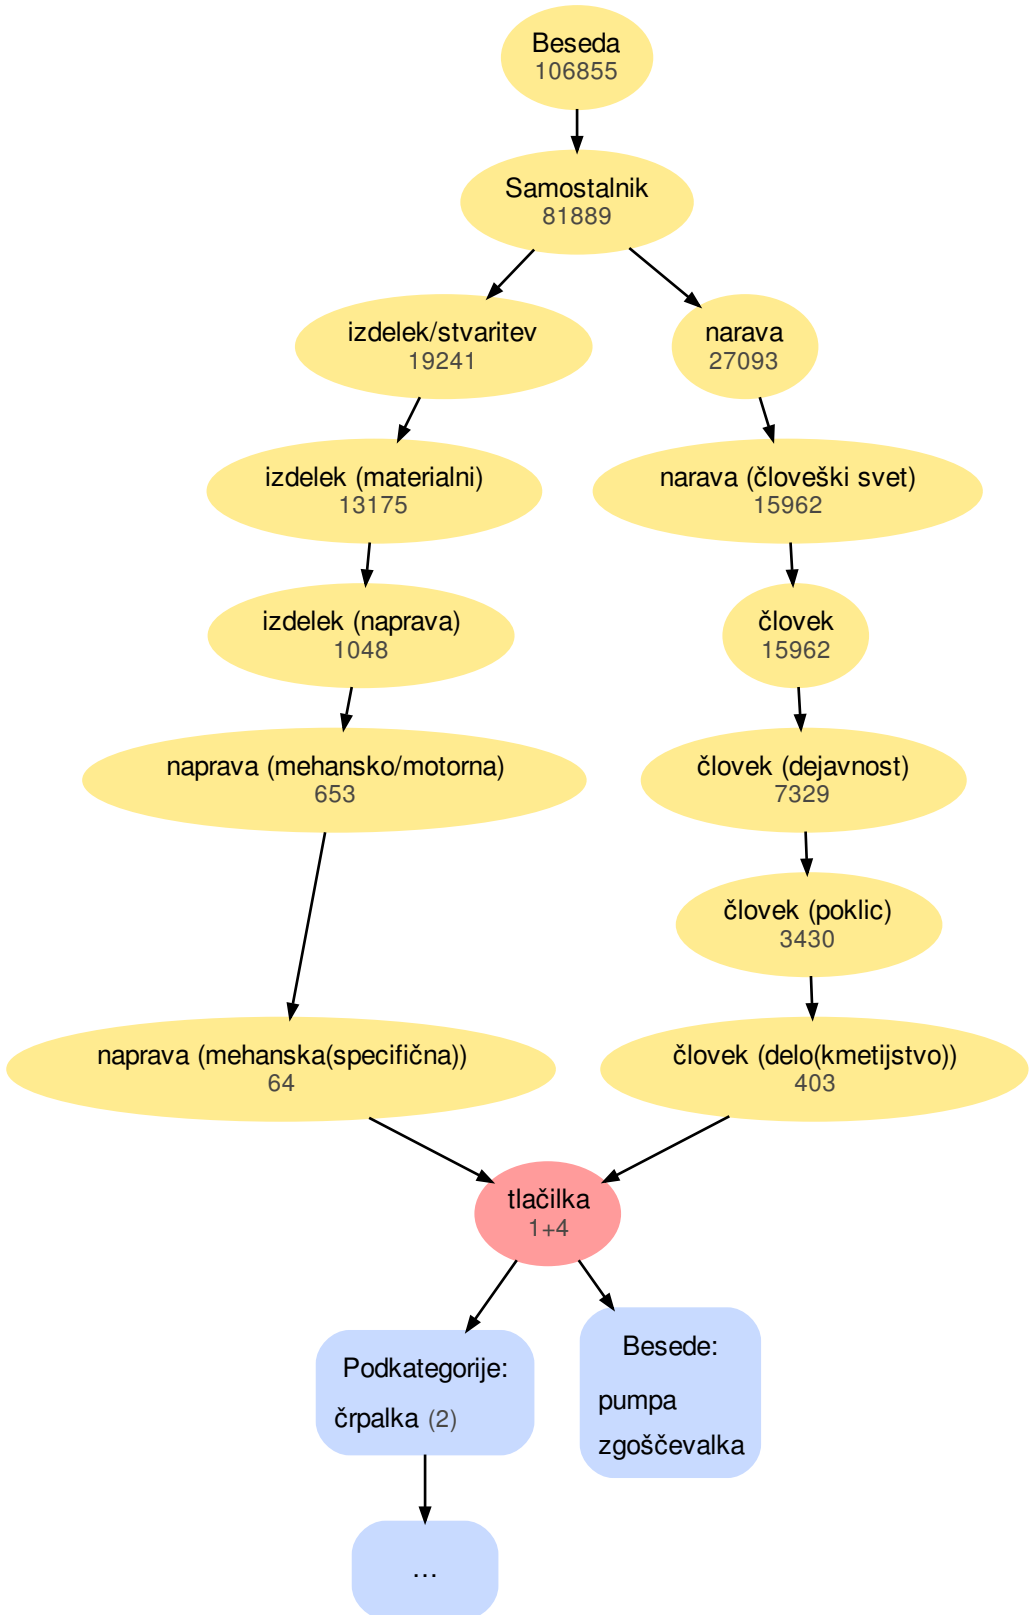 Beseda
106855
Samostalnik
81889
izdelek/stvaritev
19241
narava
27093
izdelek (materialni)
13175
narava (človeški svet)
15962
izdelek (naprava)
1048
človek
15962
naprava (mehansko/motorna)
653
človek (dejavnost)
7329
človek (poklic)
3430
naprava (mehanska(specifična))
64
človek (delo(kmetijstvo))
403
tlačilka
1+4
Podkategorije:
črpalka (2)
Besede:
pumpa
zgoščevalka
…